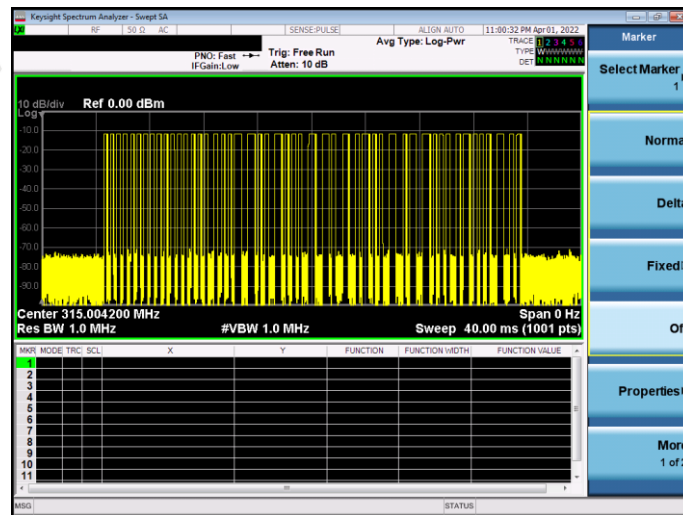 Keysight Spectrum Analyzer - Swept SA
RF 50 Ω AC SENSE:PULSE ALIGN AUTO 11:00:32 PM Apr 01, 2022
Avg Type: Log-Pwr TRACE 1 2 3 4 5 6
PNO: Fast Trig: Free Run TYPE WWWWWW
IFGain:Low Atten: 10 dB DET N N N N N N
10 dB/div Ref 0.00 dBm
Log
-10.0
-20.0
-30.0
-40.0
-50.0
-60.0
-70.0
-80.0
-90.0
Center 315.004200 MHz Span 0 Hz
Res BW 1.0 MHz #VBW 1.0 MHz Sweep 40.00 ms (1001 pts)
MKR MODE TRC SCL X Y FUNCTION FUNCTION WIDTH FUNCTION VALUE
1
2
3
4
5
6
7
8
9
10
11
MSG STATUS
Marker
Select Marker
1
Norma
Delta
Fixed
Of
Properties
More
1 of 2